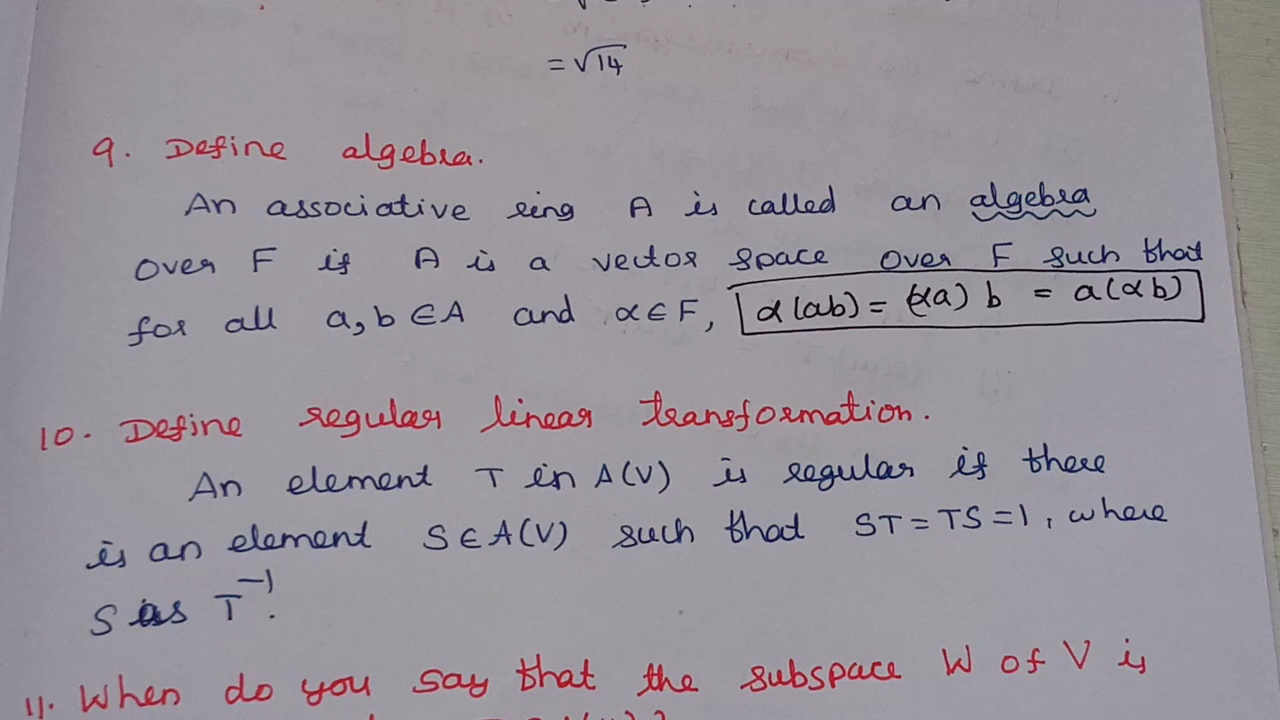 = √14
9. Define algebra.
An associative ring A is called an algebra
over F if A is a vector space over F such that
for all a, b ∈ A and α ∈ F, α(ab) = (αa) b = a(αb)
10. Define regular linear transformation.
An element T in A(V) is regular if there
is an element S ∈ A(V) such that ST = TS = 1, where
S is T⁻¹.
11. When do you say that the subspace W of V is